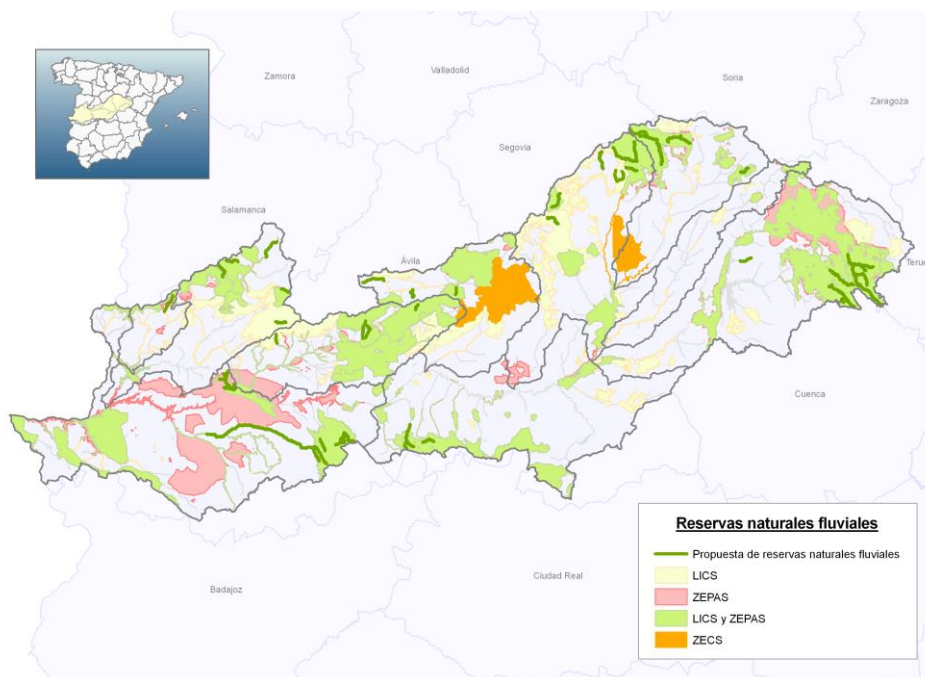 Zamora
Valladolid
Soria
Zaragoza
Segovia
Salamanca
Ávila
Teruel
Cuenca
Badajoz
Ciudad Real
Reservas naturales fluviales
Propuesta de reservas naturales fluviales
LICS
ZEPAS
LICS y ZEPAS
ZECS